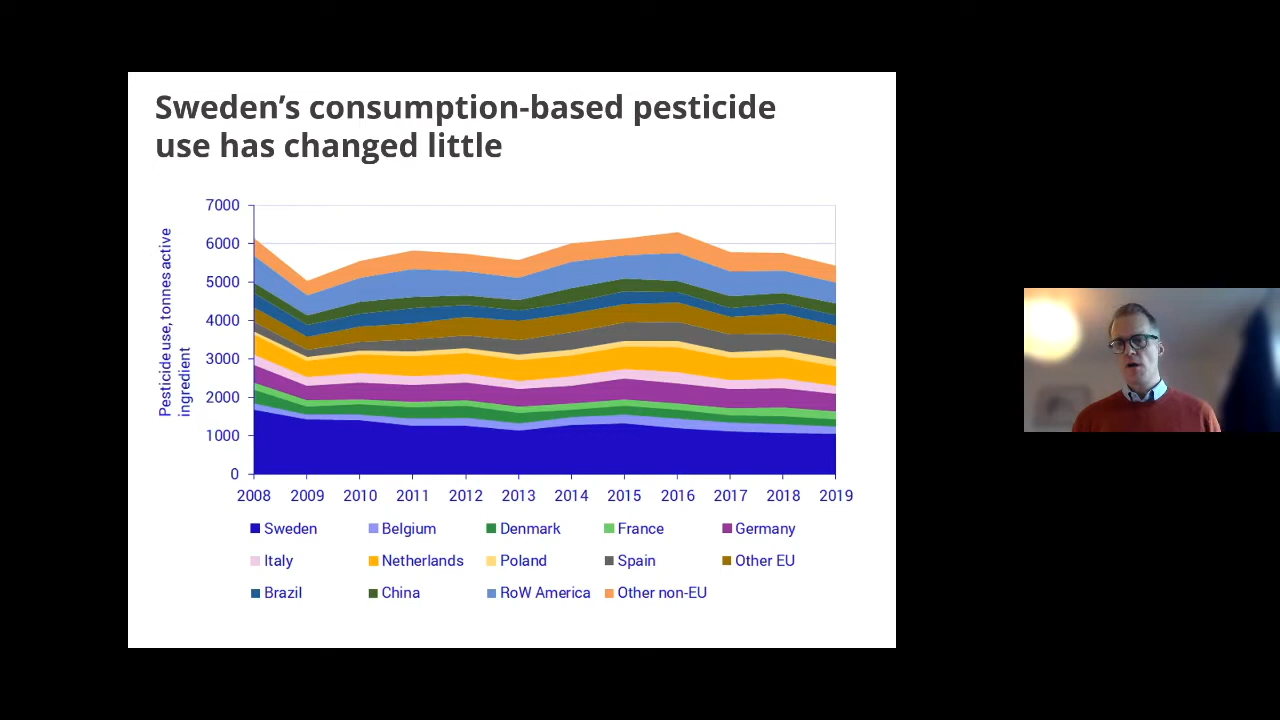 Sweden's consumption-based pesticide
use has changed little
Pesticide use, tonnes active
ingredient
7000
6000
5000
4000
3000
2000
1000
0
2008 2009 2010 2011 2012 2013 2014 2015 2016 2017 2018 2019
Sweden Belgium Denmark France Germany
Italy Netherlands Poland Spain Other EU
Brazil China RoW America Other non-EU